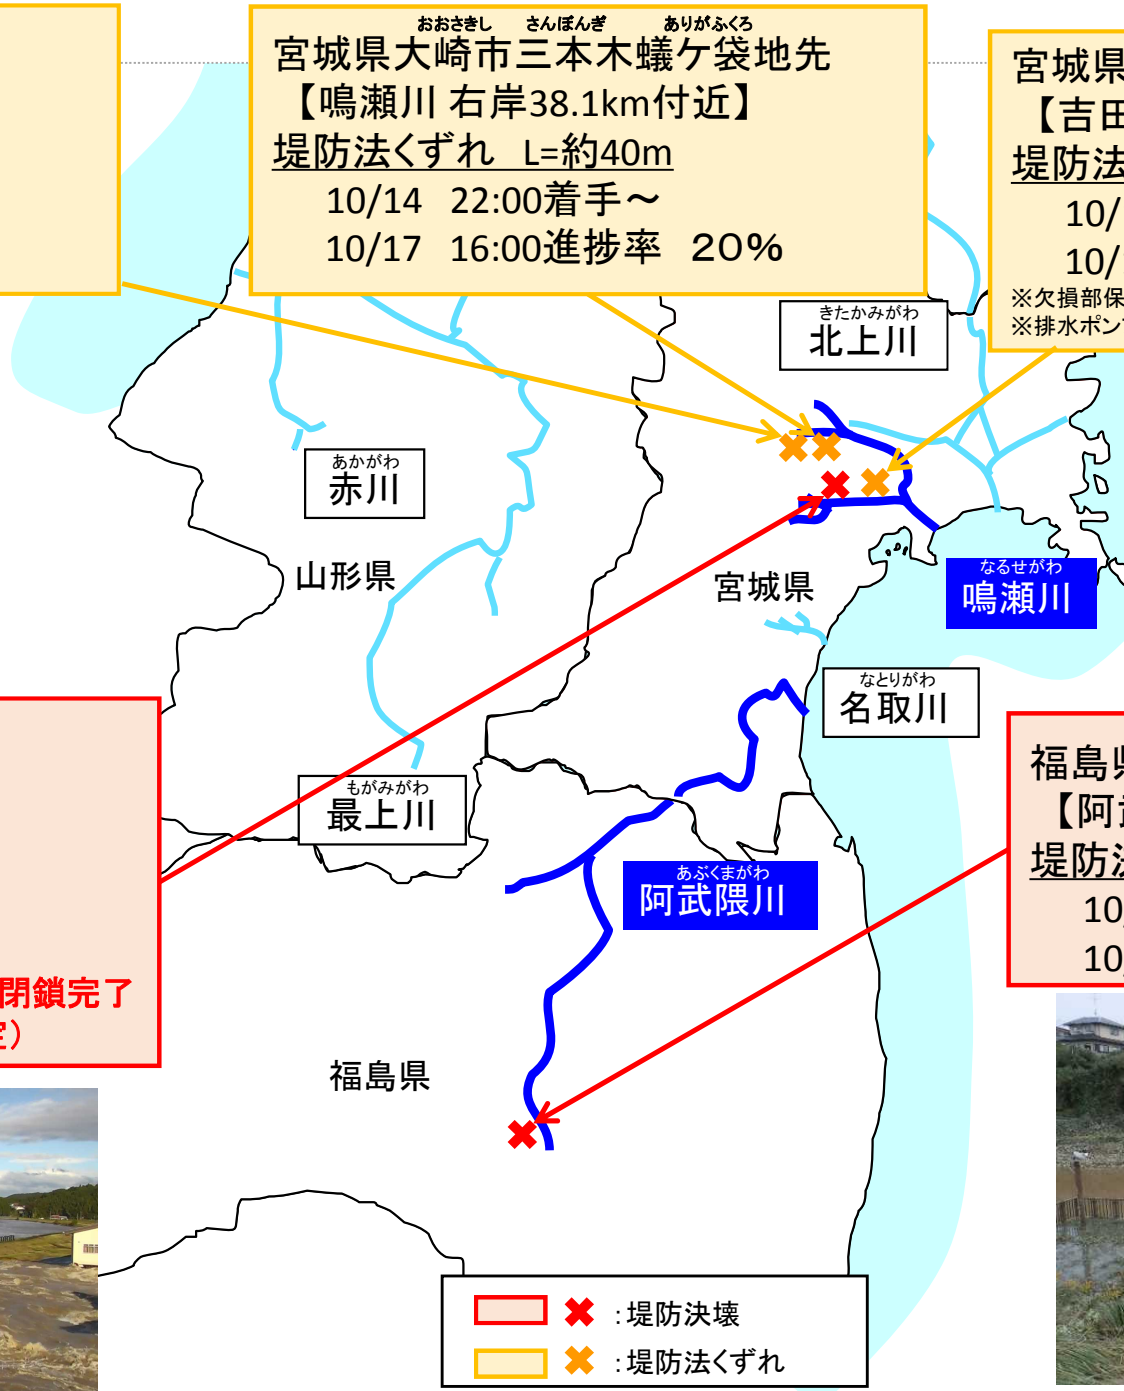 おおさきし さんぼんぎ ありがふくろ
宮城県大崎市三本木蟻ケ袋地先
【鳴瀬川 右岸38.1km付近】
堤防法くずれ L=約40m
10/14 22:00着手～
10/17 16:00進捗率 20%
宮城県
【吉田
堤防法
10/
10/
※欠損部保
※排水ポンプ
きたかみがわ
北上川
あかがわ
赤川
山形県
宮城県
なるせがわ
鳴瀬川
なとりがわ
名取川
もがみがわ
最上川
あぶくまがわ
阿武隈川
福島県
【阿武
堤防決
10/
10/
閉鎖完了
定）
福島県
：堤防決壊
：堤防法くずれ